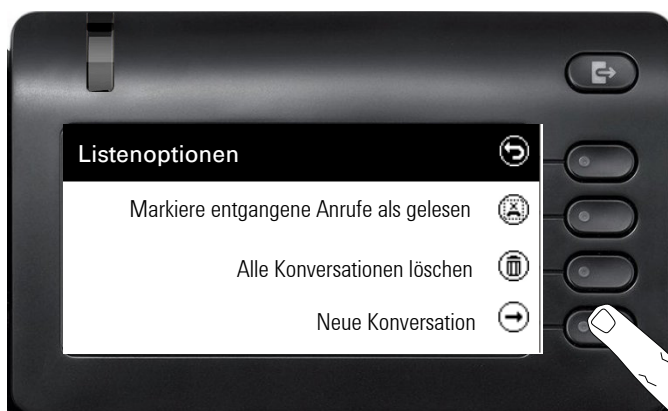 Listenoptionen
Markiere entgangene Anrufe als gelesen
Alle Konversationen löschen
Neue Konversation